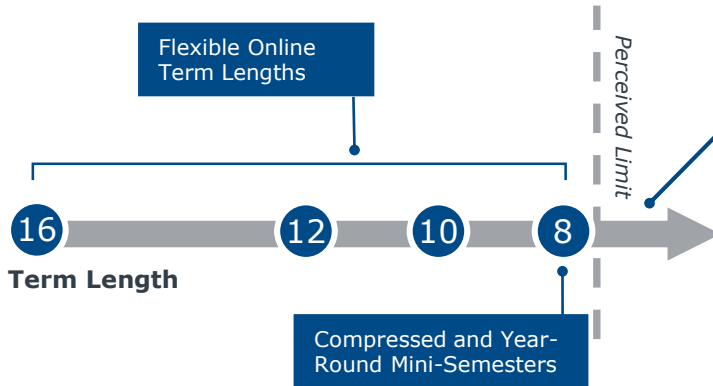 Flexible Online
Term Lengths
Perceived Limit
16
12
10
8
Term Length
Compressed and Year-
Round Mini-Semesters